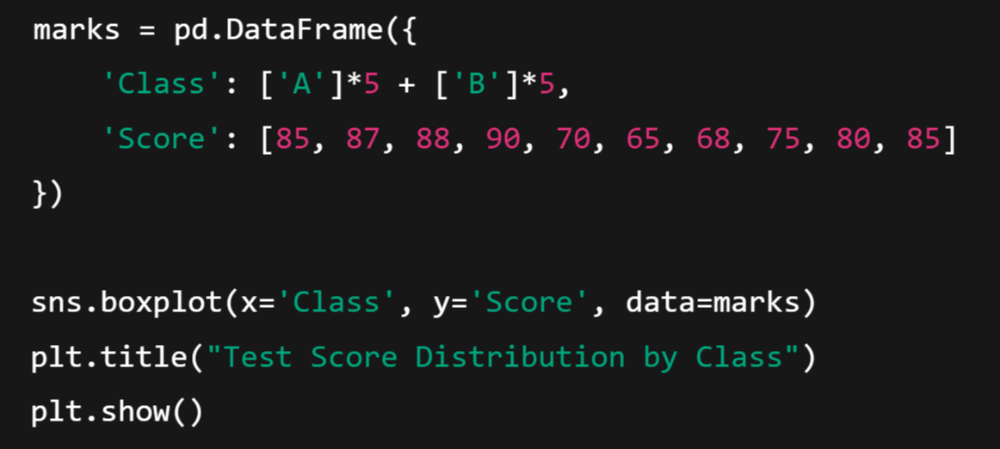 marks = pd.DataFrame({
    'Class': ['A']*5 + ['B']*5,
    'Score': [85, 87, 88, 90, 70, 65, 68, 75, 80, 85]
})
sns.boxplot(x='Class', y='Score', data=marks)
plt.title("Test Score Distribution by Class")
plt.show()